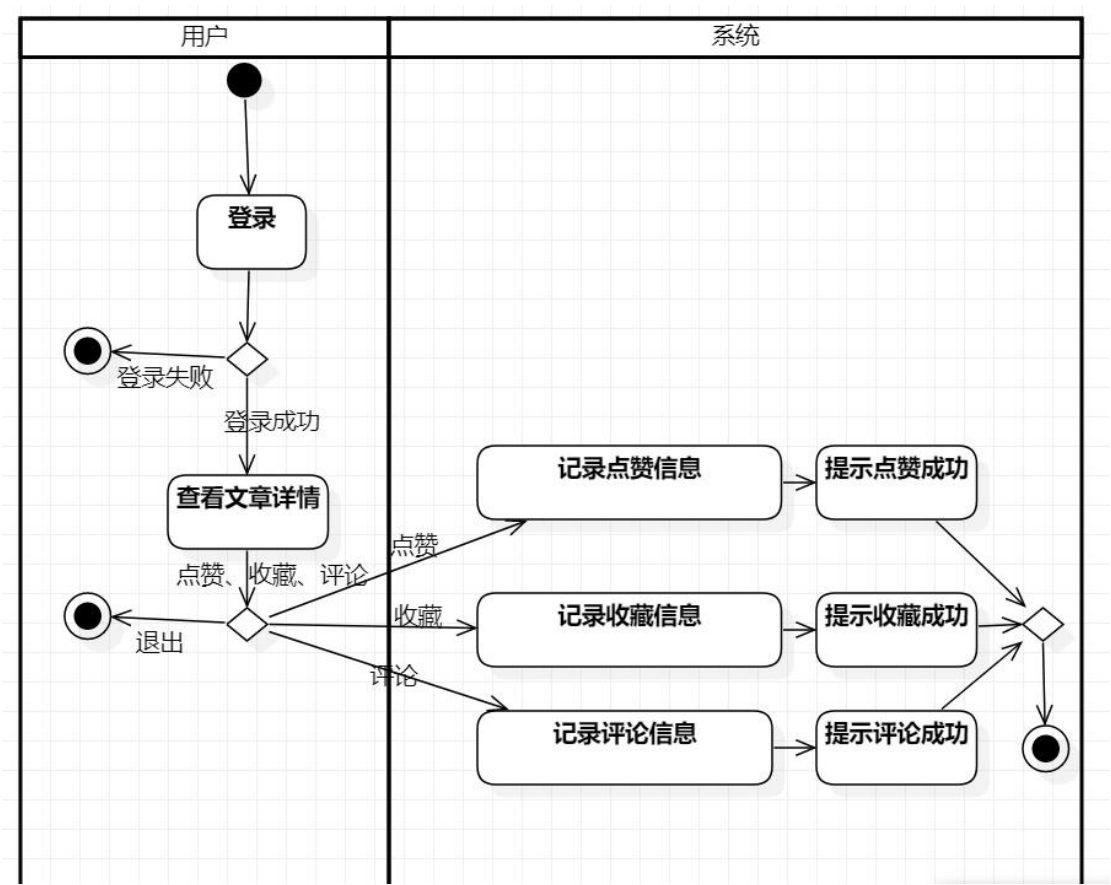 用户
系统
登录
登录失败
登录成功
查看文章详情
记录点赞信息
提示点赞成功
点赞
点赞、收藏、评论
收藏
记录收藏信息
提示收藏成功
退出
评论
记录评论信息
提示评论成功